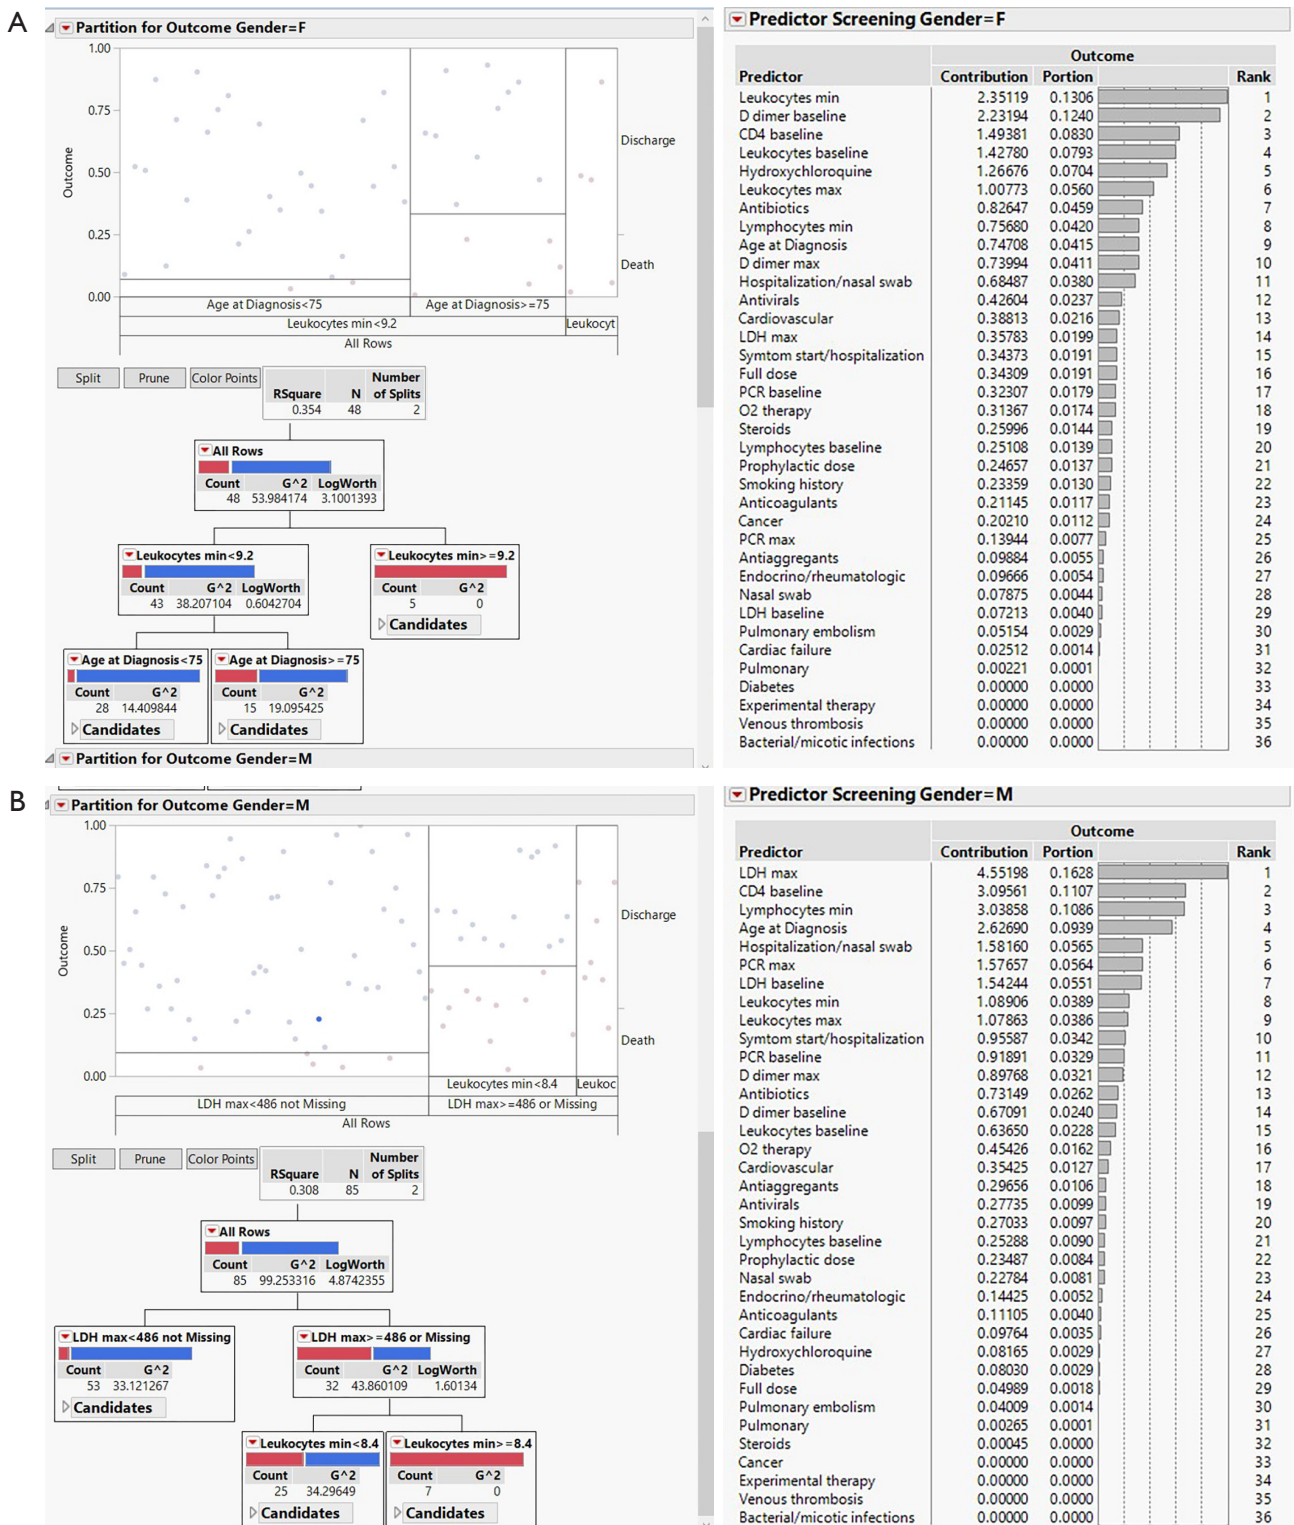 A
Partition for Outcome Gender=F
1.00
0.75
0.50
0.25
0.00
Outcome
Discharge
Death
Age at Diagnosis<75 Age at Diagnosis>=75
Leukocytes min<9.2 Leukocyt
All Rows
Split Prune Color Points
RSquare N Number of Splits
0.354 48 2
All Rows
Count G^2 LogWorth
48 53.984174 3.1001393
Leukocytes min<9.2
Count G^2 LogWorth
43 38.207104 0.6042704
Leukocytes min>=9.2
Count G^2
5 0
Candidates
Age at Diagnosis<75
Count G^2
28 14.409844
Candidates
Age at Diagnosis>=75
Count G^2
15 19.095425
Candidates
Partition for Outcome Gender=M
Predictor Screening Gender=F
Outcome
Predictor Contribution Portion Rank
Leukocytes min 2.35119 0.1306 1
D dimer baseline 2.23194 0.1240 2
CD4 baseline 1.49381 0.0830 3
Leukocytes baseline 1.42780 0.0793 4
Hydroxychloroquine 1.26676 0.0704 5
Leukocytes max 1.00773 0.0560 6
Antibiotics 0.82647 0.0459 7
Lymphocytes min 0.75680 0.0420 8
Age at Diagnosis 0.74708 0.0415 9
D dimer max 0.73994 0.0411 10
Hospitalization/nasal swab 0.68487 0.0380 11
Antivirals 0.42604 0.0237 12
Cardiovascular 0.38813 0.0216 13
LDH max 0.35783 0.0199 14
Symtom start/hospitalization 0.34373 0.0191 15
Full dose 0.34309 0.0191 16
PCR baseline 0.32307 0.0179 17
O2 therapy 0.31367 0.0174 18
Steroids 0.25996 0.0144 19
Lymphocytes baseline 0.25108 0.0139 20
Prophylactic dose 0.24657 0.0137 21
Smoking history 0.23359 0.0130 22
Anticoagulants 0.21145 0.0117 23
Cancer 0.20210 0.0112 24
PCR max 0.13944 0.0077 25
Antiaggregants 0.09884 0.0055 26
Endocrino/rheumatologic 0.09666 0.0054 27
Nasal swab 0.07875 0.0044 28
LDH baseline 0.07213 0.0040 29
Pulmonary embolism 0.05154 0.0029 30
Cardiac failure 0.02512 0.0014 31
Pulmonary 0.00221 0.0001 32
Diabetes 0.00000 0.0000 33
Experimental therapy 0.00000 0.0000 34
Venous thrombosis 0.00000 0.0000 35
Bacterial/micotic infections 0.00000 0.0000 36
B
Partition for Outcome Gender=M
1.00
0.75
0.50
0.25
0.00
Outcome
Discharge
Death
Leukocytes min<8.4 Leukoc
LDH max<486 not Missing LDH max>=486 or Missing
All Rows
Split Prune Color Points
RSquare N Number of Splits
0.308 85 2
All Rows
Count G^2 LogWorth
85 99.253316 4.8742355
LDH max<486 not Missing
Count G^2
53 33.121267
Candidates
LDH max>=486 or Missing
Count G^2 LogWorth
32 43.860109 1.60134
Leukocytes min<8.4
Count G^2
25 34.29649
Candidates
Leukocytes min>=8.4
Count G^2
7 0
Candidates
Predictor Screening Gender=M
Outcome
Predictor Contribution Portion Rank
LDH max 4.55198 0.1628 1
CD4 baseline 3.09561 0.1107 2
Lymphocytes min 3.03858 0.1086 3
Age at Diagnosis 2.62690 0.0939 4
Hospitalization/nasal swab 1.58160 0.0565 5
PCR max 1.57657 0.0564 6
LDH baseline 1.54244 0.0551 7
Leukocytes min 1.08906 0.0389 8
Leukocytes max 1.07863 0.0386 9
Symtom start/hospitalization 0.95587 0.0342 10
PCR baseline 0.91891 0.0329 11
D dimer max 0.89768 0.0321 12
Antibiotics 0.73149 0.0262 13
D dimer baseline 0.67091 0.0240 14
Leukocytes baseline 0.63650 0.0228 15
O2 therapy 0.45426 0.0162 16
Cardiovascular 0.35425 0.0127 17
Antiaggregants 0.29656 0.0106 18
Antivirals 0.27735 0.0099 19
Smoking history 0.27033 0.0097 20
Lymphocytes baseline 0.25288 0.0090 21
Prophylactic dose 0.23487 0.0084 22
Nasal swab 0.22784 0.0081 23
Endocrino/rheumatologic 0.14425 0.0052 24
Anticoagulants 0.11105 0.0040 25
Cardiac failure 0.09764 0.0035 26
Hydroxychloroquine 0.08165 0.0029 27
Diabetes 0.08030 0.0029 28
Full dose 0.04989 0.0018 29
Pulmonary embolism 0.04009 0.0014 30
Pulmonary 0.00265 0.0001 31
Steroids 0.00045 0.0000 32
Cancer 0.00000 0.0000 33
Experimental therapy 0.00000 0.0000 34
Venous thrombosis 0.00000 0.0000 35
Bacterial/micotic infections 0.00000 0.0000 36